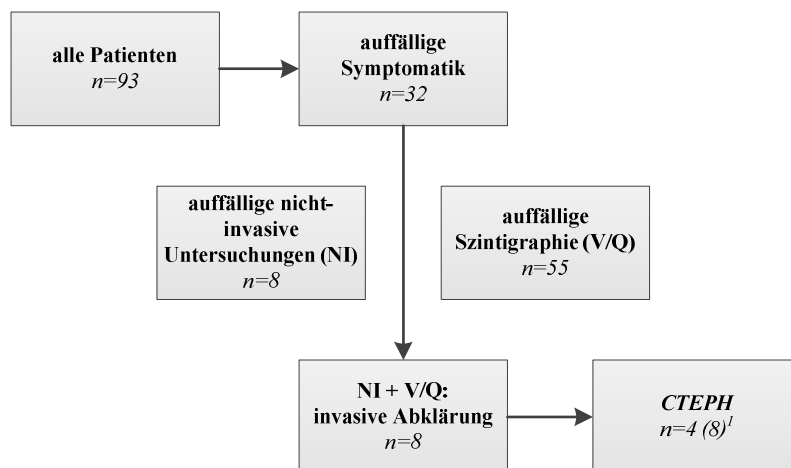 alle Patienten
n=93
auffällige
Symptomatik
n=32
auffällige nicht-
invasive
Untersuchungen (NI)
n=8
auffällige
Szintigraphie (V/Q)
n=55
NI + V/Q:
invasive Abklärung
n=8
CTEPH
n=4 (8)¹